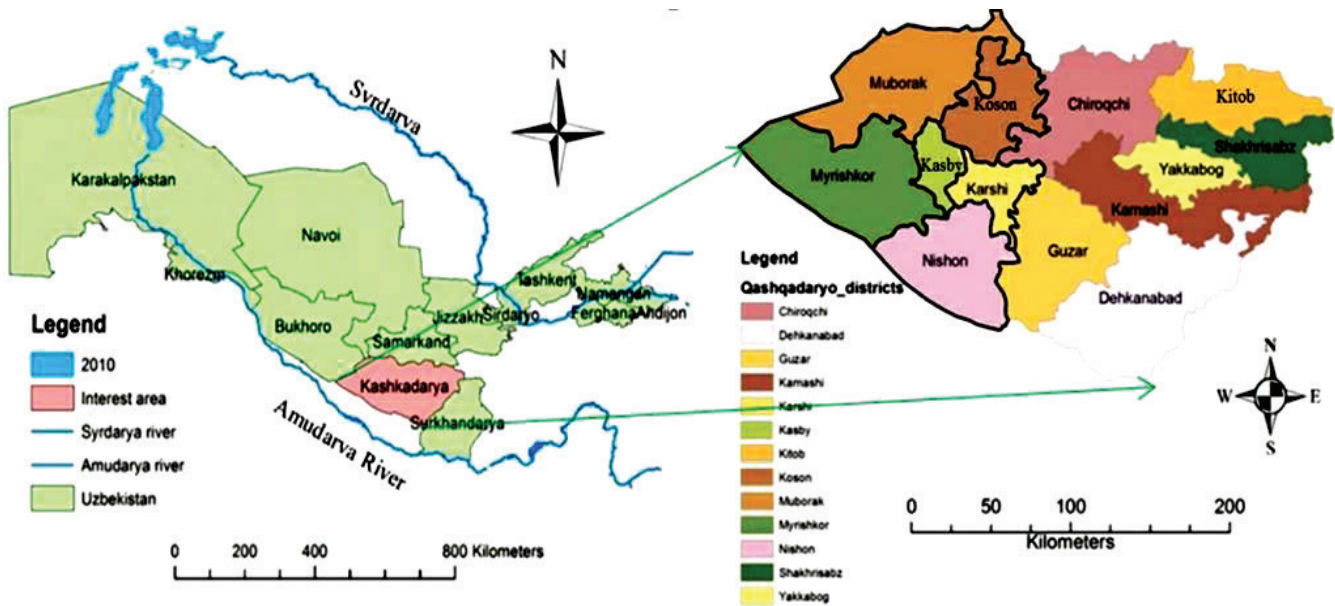 N
Syrdarya
Karakalpakstan
Navoi
Khorezm
Tashkent
Namangan
Bukhoro
Jizzakh
Sirdaryo
Ferghana
Andijon
Samarkand
Kashkadarya
Surkhandarya
Amudarya River
Legend
2010
Interest area
Syrdarya river
Amudarya river
Uzbekistan
0 200 400 800 Kilometers
Muborak
Koson
Chiroqchi
Kitob
Shakhrisabz
Myrishkor
Kasby
Yakkabog
Karshi
Kamashi
Nishon
Guzar
Dehkanabad
Legend
Qashqadaryo_districts
Chiroqchi
Dehkanabad
Guzar
Kamashi
Karshi
Kasby
Kitob
Koson
Muborak
Myrishkor
Nishon
Shakhrisabz
Yakkabog
N
W E
S
0 50 100 200
Kilometers